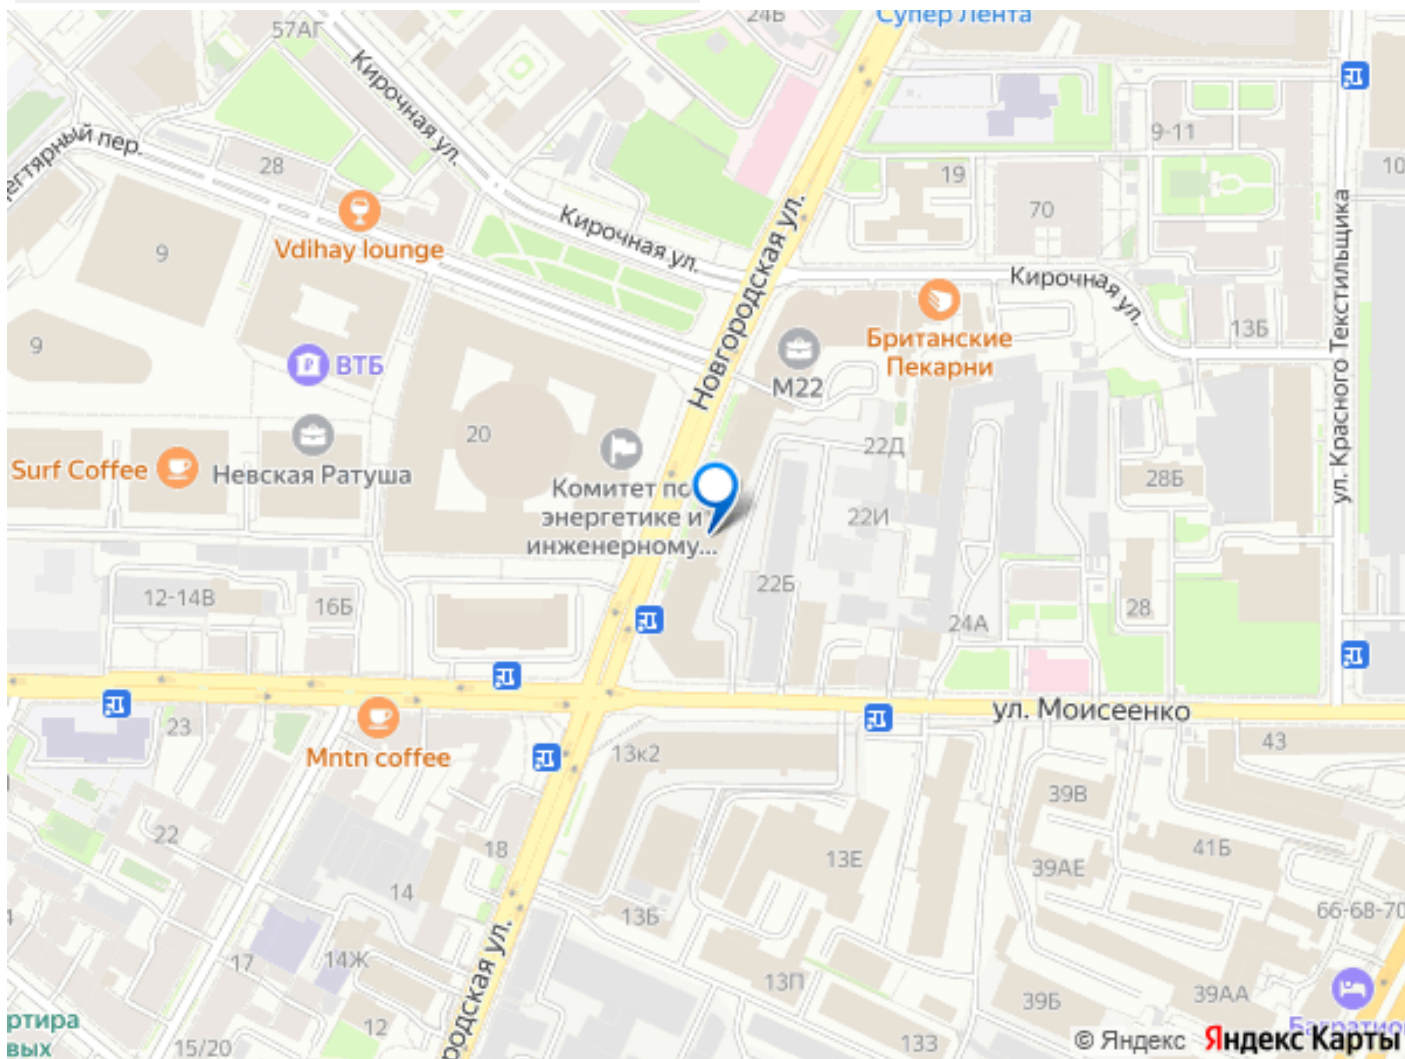 57АГ
24Б
Супер Лента
Кирочная ул.
9-11
10
28
19
70
Vdihay lounge
9
Кирочная ул.
Новгородская ул.
Кирочная ул.
ул.Красного Текстильщика
13Б
Британские
Пекарни
9
ВТБ
М22
20
22Д
Surf Coffee
Невская Ратуша
28Б
Комитет по
энергетике и
инженерному...
22И
12-14В
16Б
22Б
24А
28
ул. Моисеенко
23
Mntn coffee
13к2
43
39В
22
18
13Е
39АЕ
41Б
14
13Б
66-68-70
17
14Ж
13П
39Б
39АА
12
15/20
133
© Яндекс Яндекс Карты